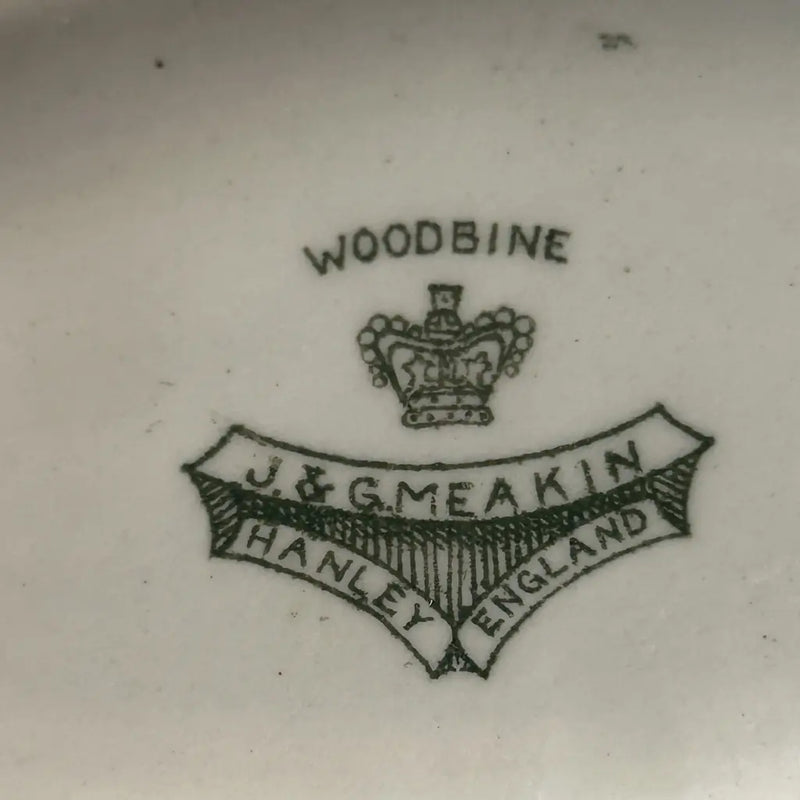 WOODBINE
J. & G. MEAKIN
HANLEY
ENGLAND